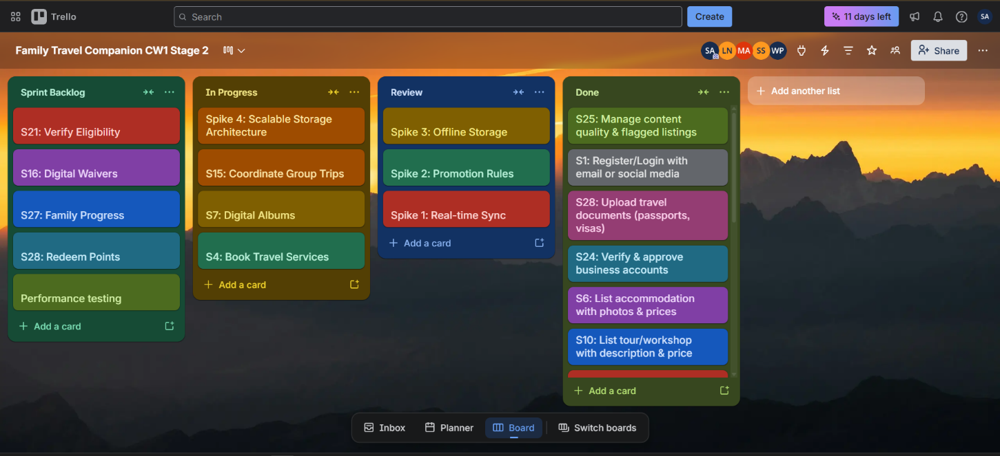 Trello
Search
Create
11 days left
SA
Family Travel Companion CW1 Stage 2
SA
LN
MA
SS
WP
Share
Sprint Backlog
S21: Verify Eligibility
S16: Digital Waivers
S27: Family Progress
S28: Redeem Points
Performance testing
Add a card
In Progress
Spike 4: Scalable Storage
Architecture
S15: Coordinate Group Trips
S7: Digital Albums
S4: Book Travel Services
Add a card
Review
Spike 3: Offline Storage
Spike 2: Promotion Rules
Spike 1: Real-time Sync
Add a card
Done
S25: Manage content
quality & flagged listings
S1: Register/Login with
email or social media
S28: Upload travel
documents (passports,
visas)
S24: Verify & approve
business accounts
S6: List accommodation
with photos & prices
S10: List tour/workshop
with description & price
Add a card
Add another list
Inbox
Planner
Board
Switch boards